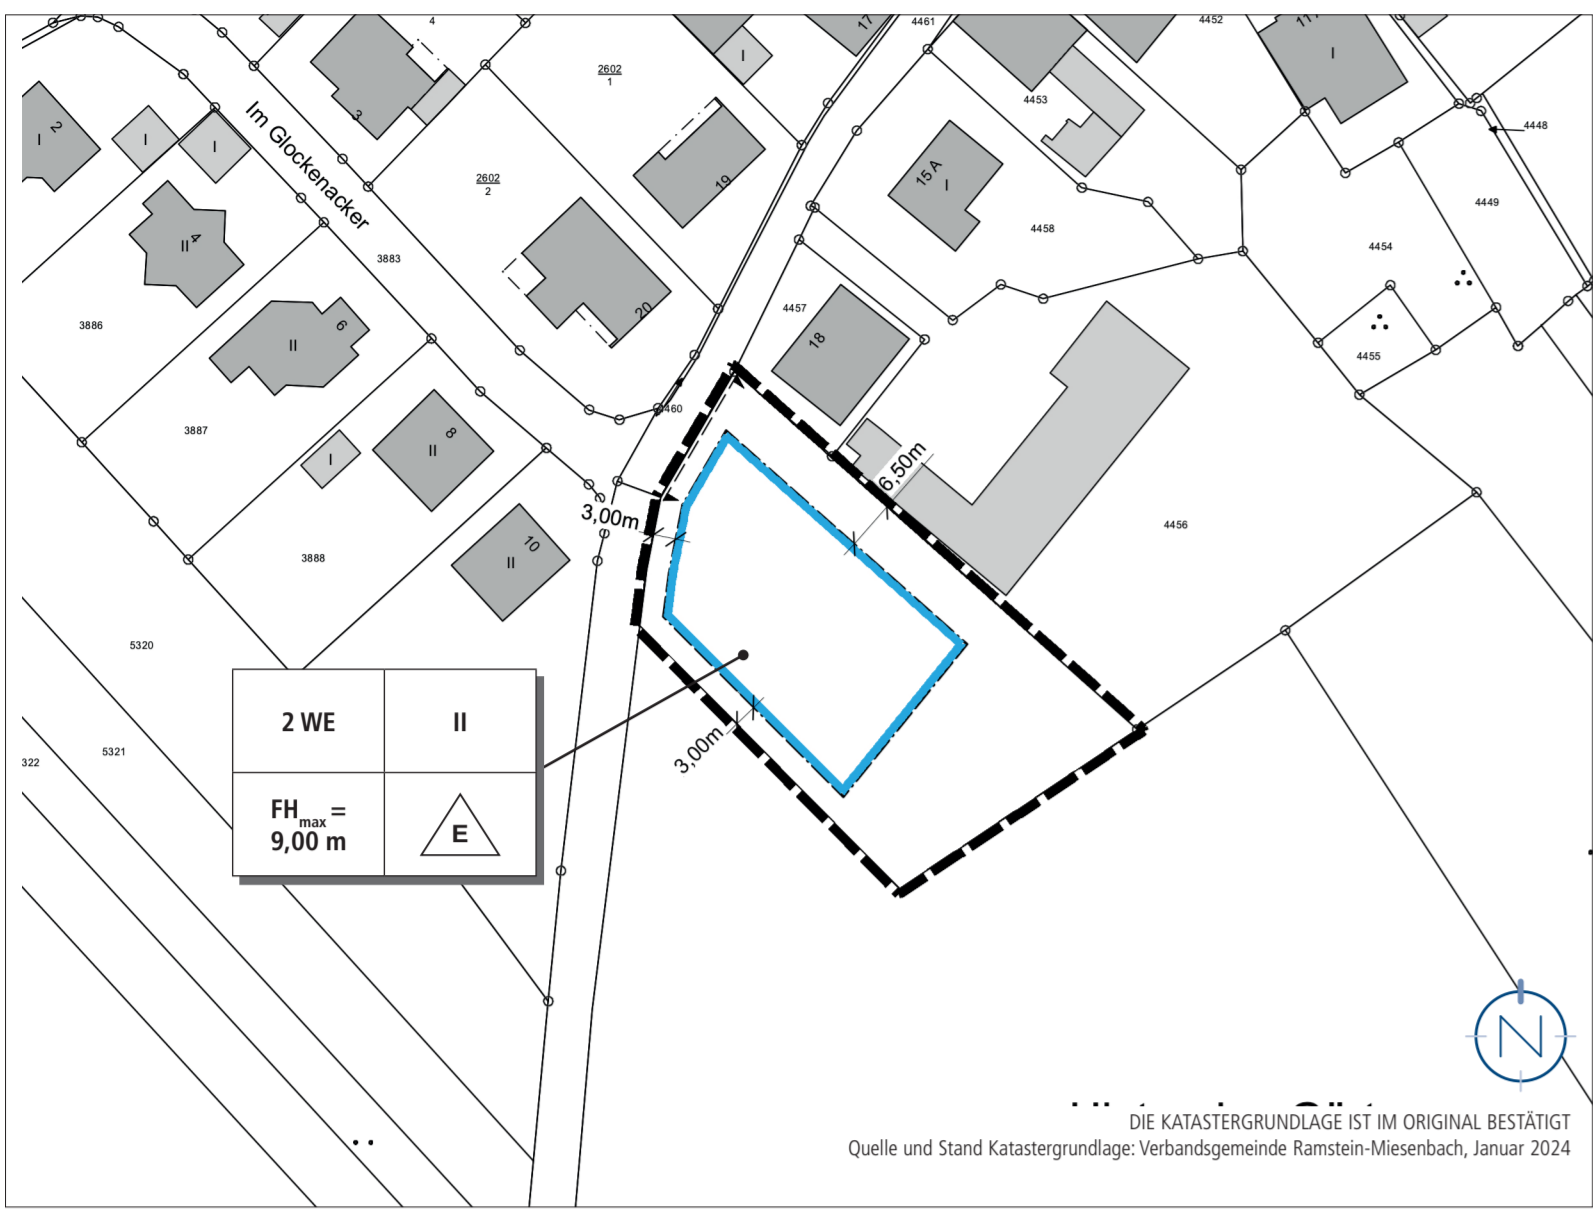 4
17
4461
4452
11
I
2602
1
I
4453
4448
2
I
I
I
3
Im Glockenacker
2602
2
19
15 A
I
4449
4
II
3883
4458
4454
20
4457
3886
6
II
18
4455
460
3887
8
II
I
6,50m
3,00m
10
II
4456
3888
5320
2 WE
II
5321
322
3,00m
FHmax =
9,00 m
E
N
DIE KATASTERGRUNDLAGE IST IM ORIGINAL BESTÄTIGT
Quelle und Stand Katastergrundlage: Verbandsgemeinde Ramstein-Miesenbach, Januar 2024